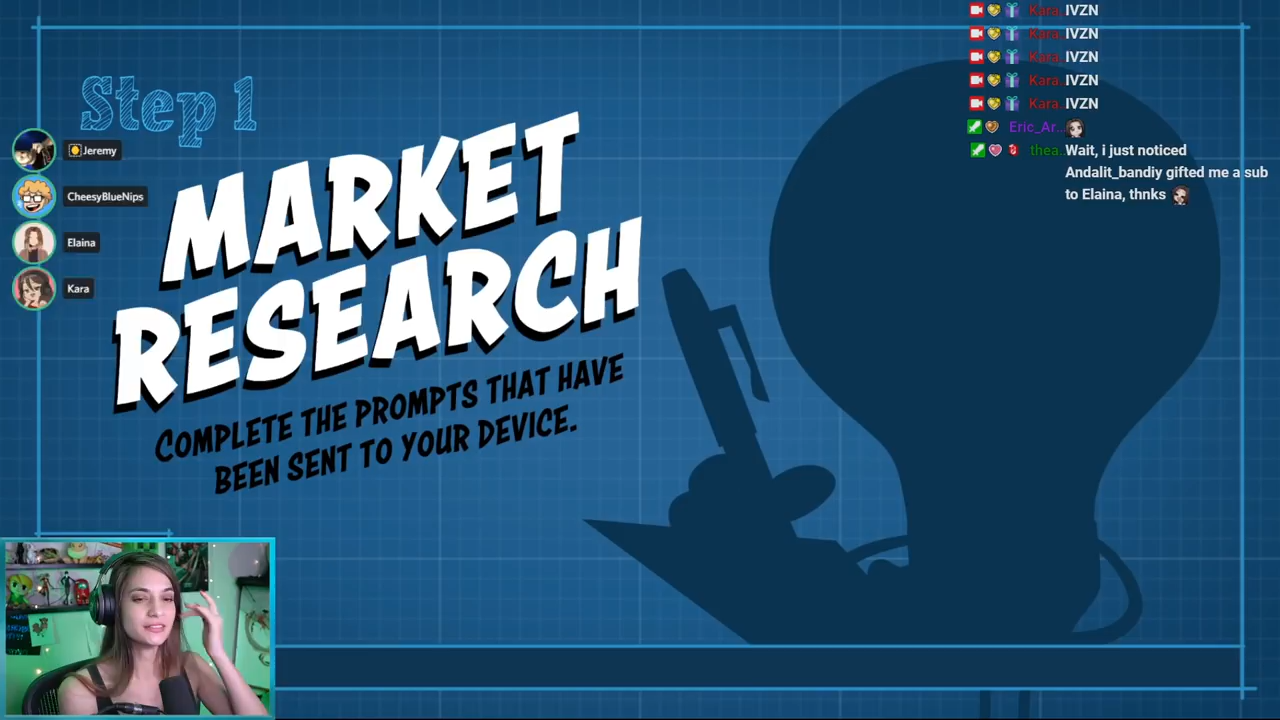 Step 1
MARKET
RESEARCH
COMPLETE THE PROMPTS THAT HAVE
BEEN SENT TO YOUR DEVICE.
Jeremy
CheesyBlueNips
Elaina
Kara
Kara. IVZN
Kara. IVZN
Kara. IVZN
Kara. IVZN
Kara. IVZN
Eric_Ar...
thea. Wait, i just noticed
Andalit_bandiy gifted me a sub
to Elaina, thnks